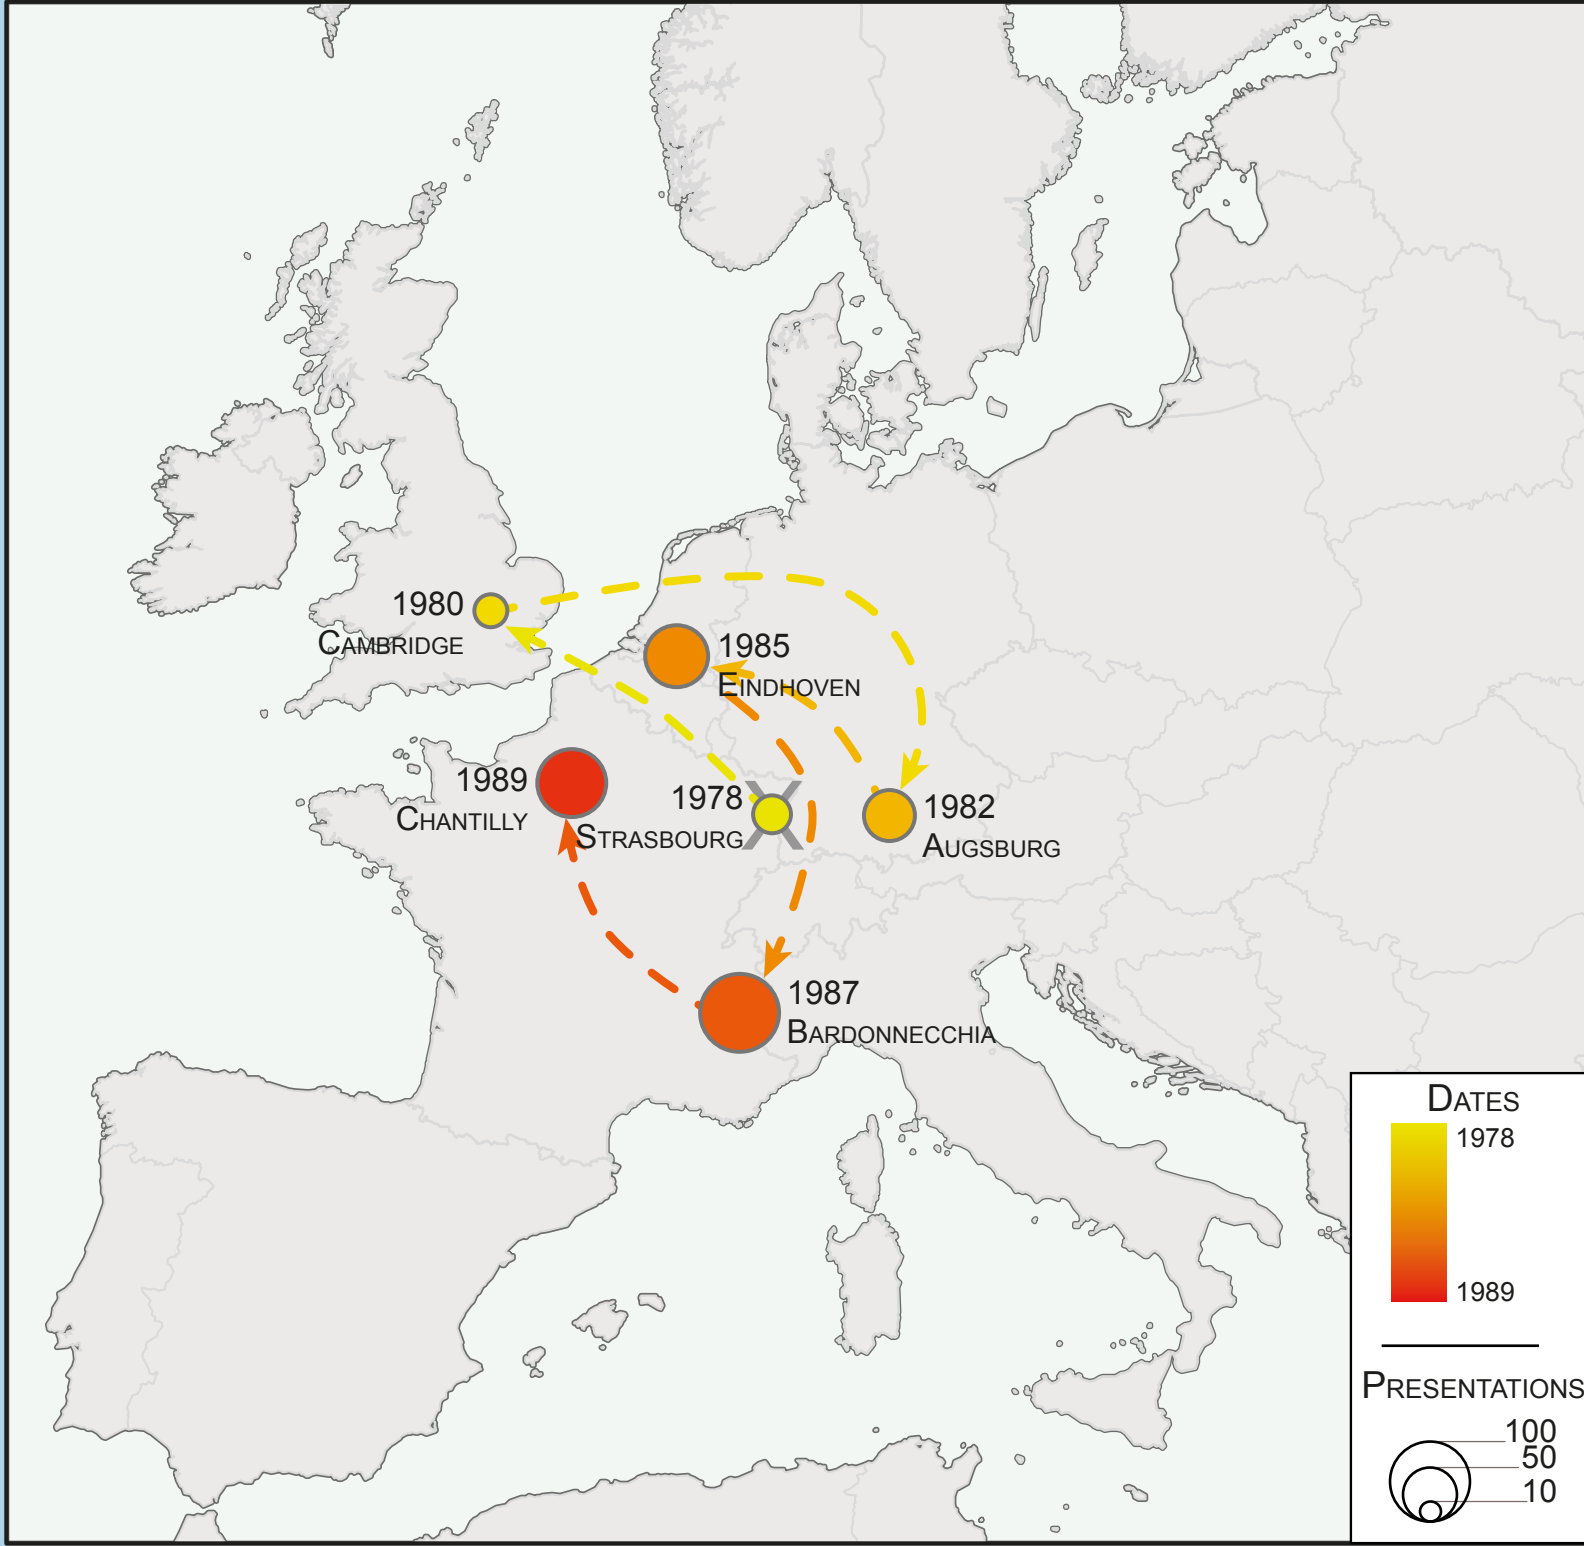 1980
Cambridge
1985
Eindhoven
1989
Chantilly
1978
Strasbourg
1982
Augsburg
1987
Bardonnecchia
Dates
1978
1989
Presentations
100
50
10